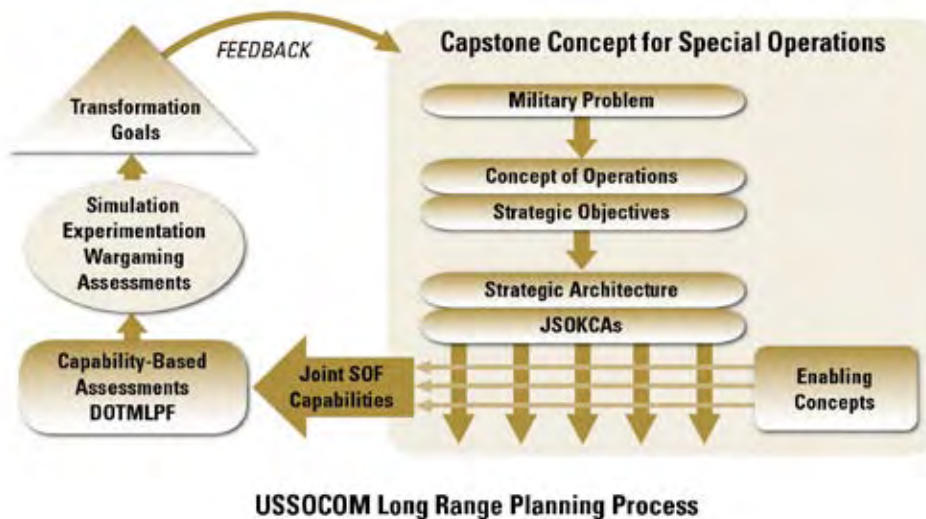 FEEDBACK
Capstone Concept for Special Operations
Military Problem
Concept of Operations
Strategic Objectives
Strategic Architecture
JSOKCAs
Enabling
Concepts
Joint SOF
Capabilities
Capability-Based
Assessments
DOTMLPF
Simulation
Experimentation
Wargaming
Assessments
Transformation
Goals
USSOCOM Long Range Planning Process